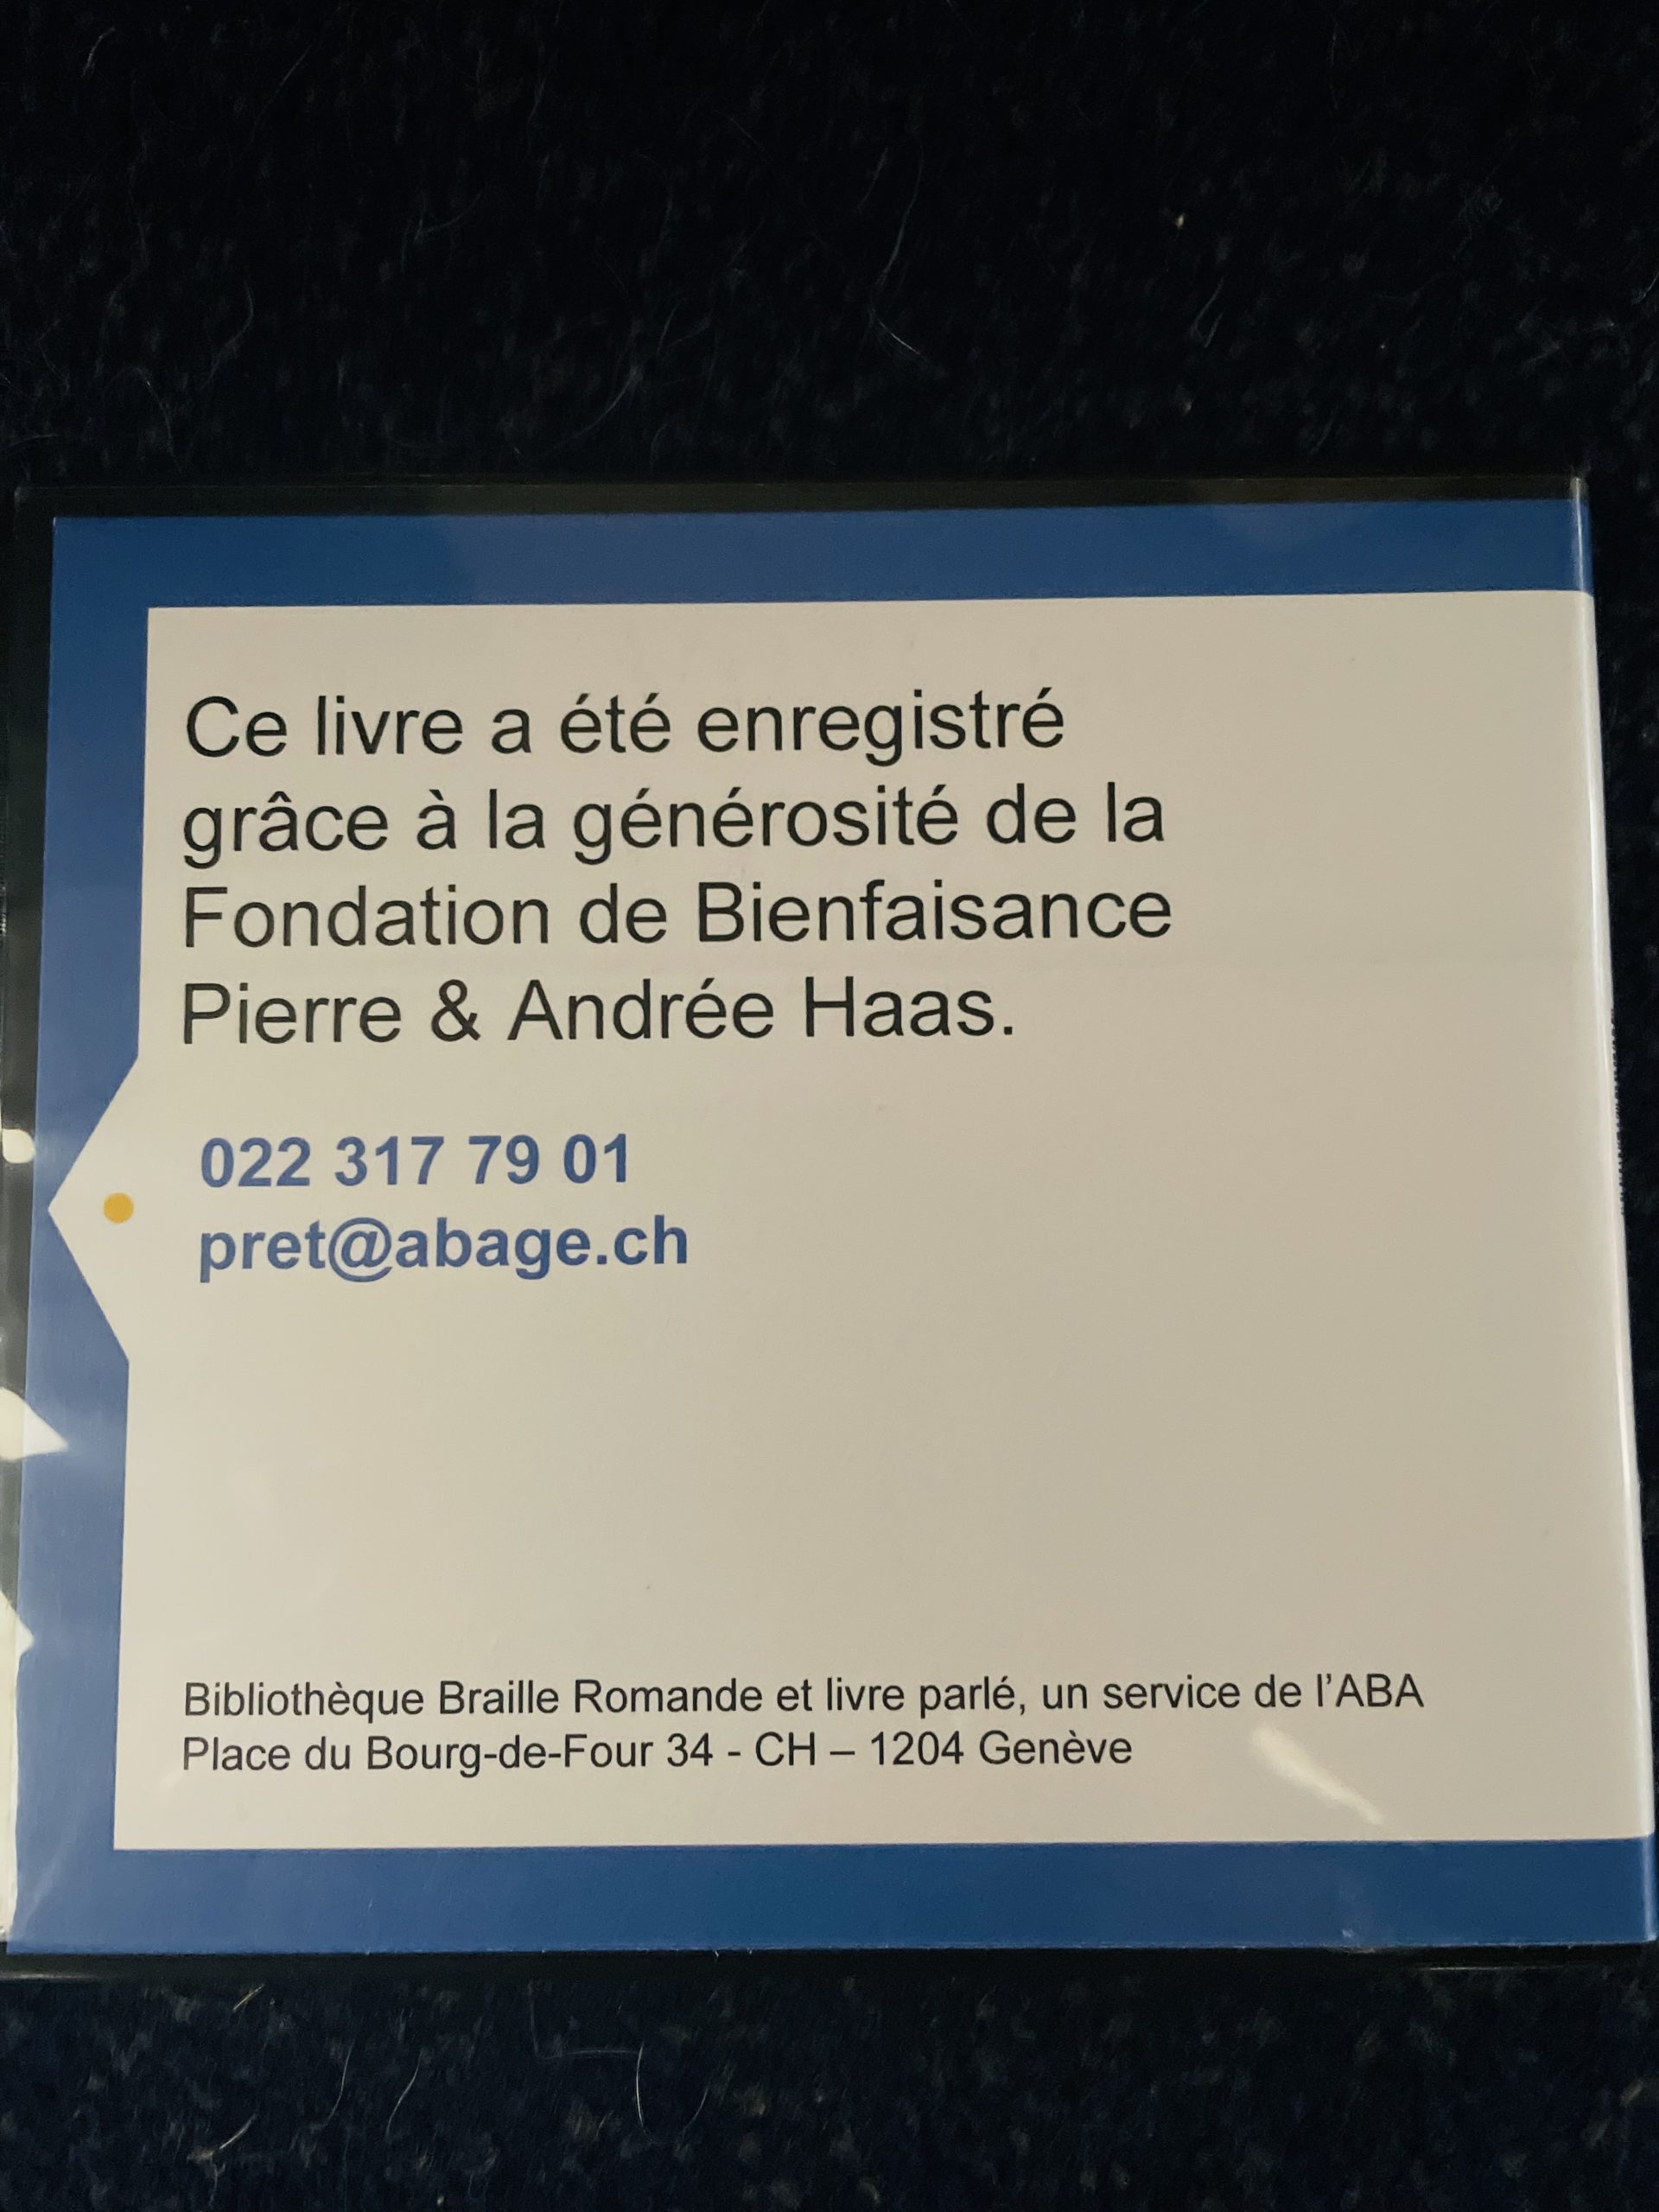 Ce livre a été enregistré
grâce à la générosité de la
Fondation de Bienfaisance
Pierre & Andrée Haas.
022 317 79 01
pret@abage.ch
Bibliothèque Braille Romande et livre parlé, un service de l’ABA
Place du Bourg-de-Four 34 - CH – 1204 Genève